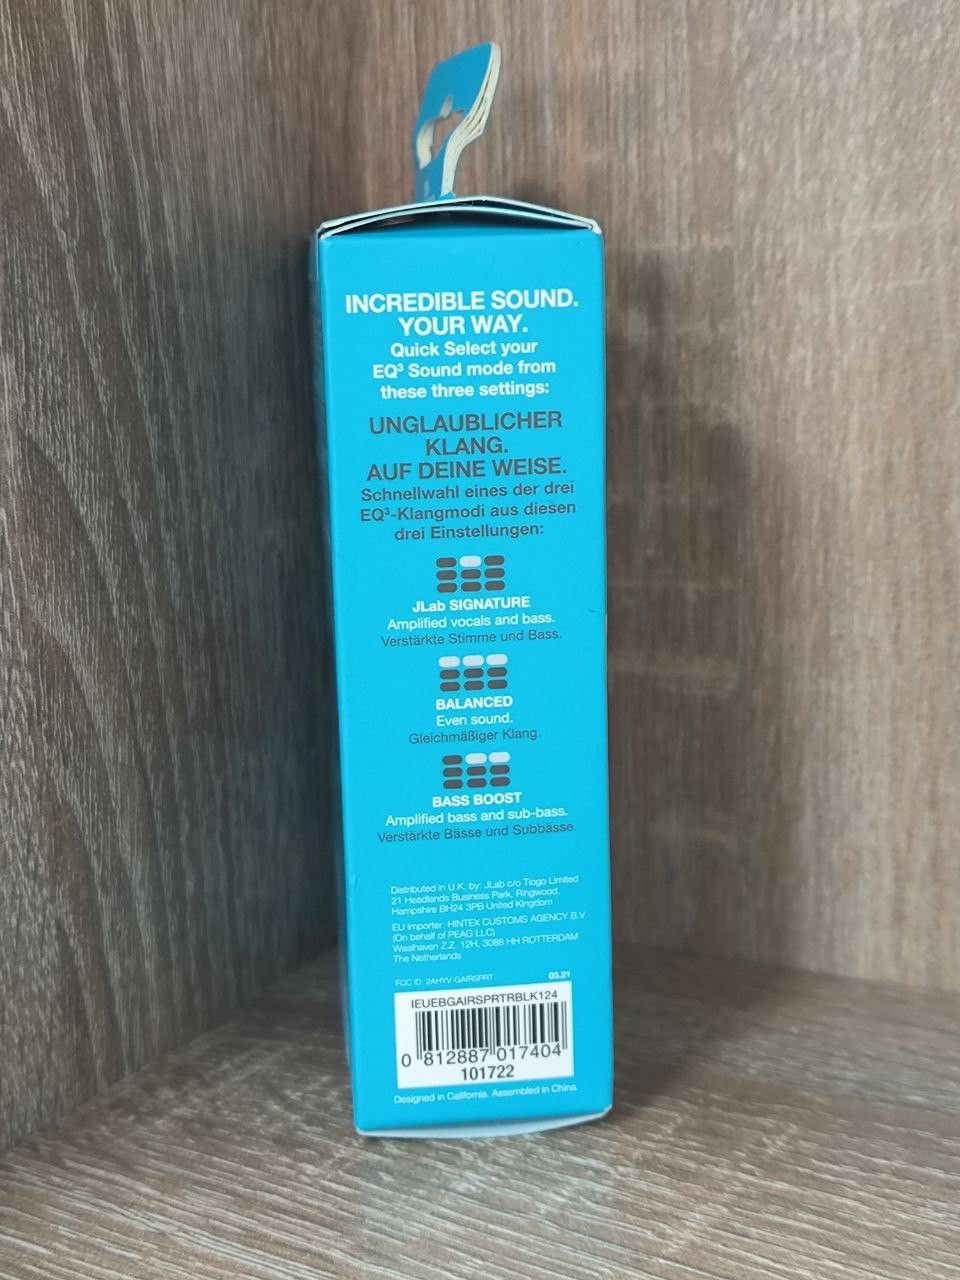 INCREDIBLE SOUND.
YOUR WAY.
Quick Select your
EQ³ Sound mode from
these three settings:
UNGLAUBLICHER
KLANG.
AUF DEINE WEISE.
Schnellwahl eines der drei
EQ³-Klangmodi aus diesen
drei Einstellungen:
JLab SIGNATURE
Amplified vocals and bass.
Verstärkte Stimme und Bass.
BALANCED
Even sound.
Gleichmäßiger Klang.
BASS BOOST
Amplified bass and sub-bass.
Verstärkte Bässe und Subbässe.
Distributed in U.K. by: JLab c/o Tiogo Limited
21 Headlands Business Park, Ringwood,
Hampshire BH24 3PB United Kingdom
EU Importer: HINTEX CUSTOMS AGENCY B.V.
(On behalf of PEAG LLC)
Waalhaven Z.Z. 12H, 3088 HH ROTTERDAM
The Netherlands
FCC ID: 2AHYV-GAIRSPRT 03.21
IEUEBGAIRSPRTRBLK124
0 812887 017404
101722
Designed in California. Assembled in China.